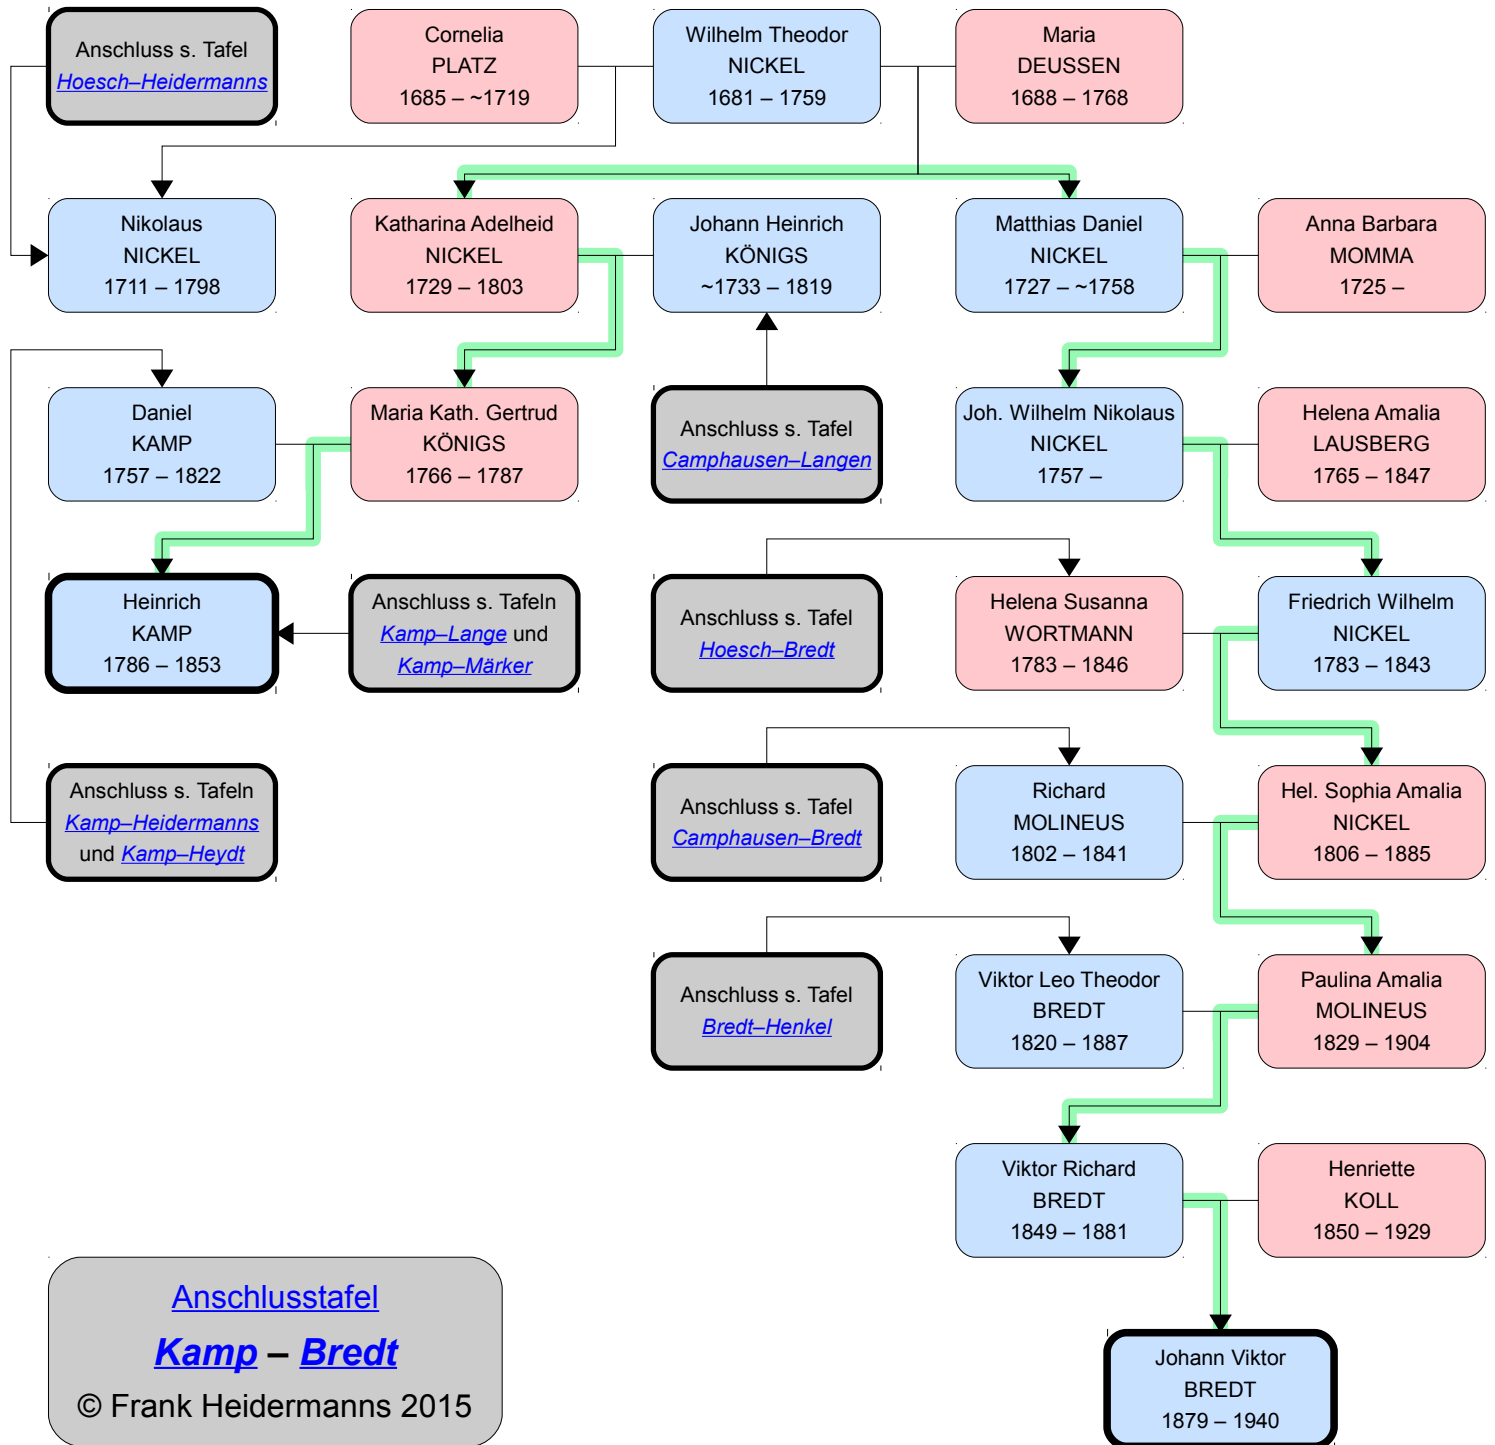 Anschluss s. Tafel
Hoesch–Heidermanns
Cornelia
PLATZ
1685 – ~1719
Wilhelm Theodor
NICKEL
1681 – 1759
Maria
DEUSSEN
1688 – 1768
Nikolaus
NICKEL
1711 – 1798
Katharina Adelheid
NICKEL
1729 – 1803
Johann Heinrich
KÖNIGS
~1733 – 1819
Matthias Daniel
NICKEL
1727 – ~1758
Anna Barbara
MOMMA
1725 –
Daniel
KAMP
1757 – 1822
Maria Kath. Gertrud
KÖNIGS
1766 – 1787
Anschluss s. Tafel
Camphausen–Langen
Joh. Wilhelm Nikolaus
NICKEL
1757 –
Helena Amalia
LAUSBERG
1765 – 1847
Heinrich
KAMP
1786 – 1853
Anschluss s. Tafeln
Kamp–Lange und
Kamp–Märker
Anschluss s. Tafel
Hoesch–Bredt
Helena Susanna
WORTMANN
1783 – 1846
Friedrich Wilhelm
NICKEL
1783 – 1843
Anschluss s. Tafeln
Kamp–Heidermanns
und Kamp–Heydt
Anschluss s. Tafel
Camphausen–Bredt
Richard
MOLINEUS
1802 – 1841
Hel. Sophia Amalia
NICKEL
1806 – 1885
Anschluss s. Tafel
Bredt–Henkel
Viktor Leo Theodor
BREDT
1820 – 1887
Paulina Amalia
MOLINEUS
1829 – 1904
Viktor Richard
BREDT
1849 – 1881
Henriette
KOLL
1850 – 1929
Anschlusstafel
Kamp – Bredt
© Frank Heidermanns 2015
Johann Viktor
BREDT
1879 – 1940